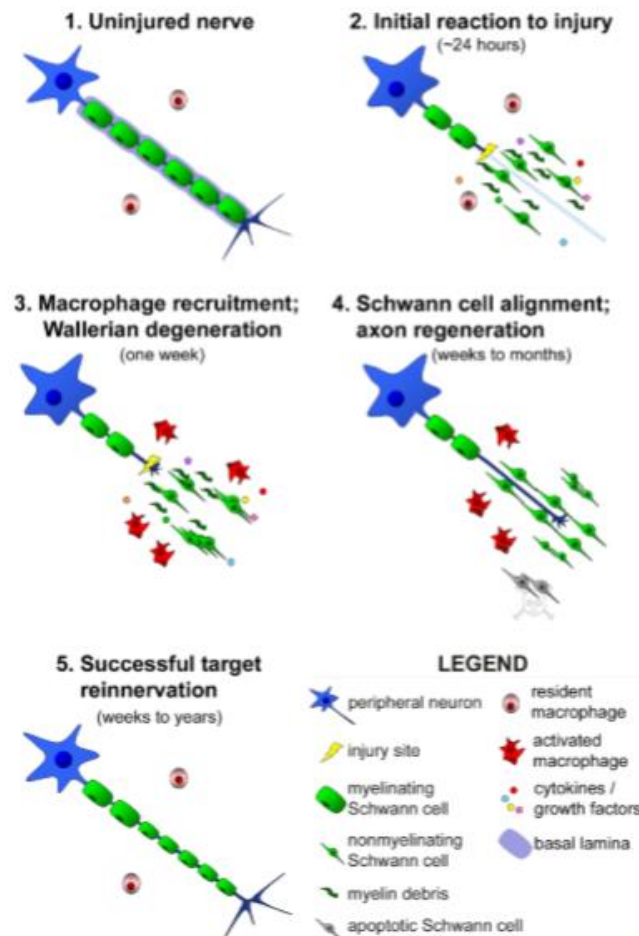 1. Uninjured nerve
2. Initial reaction to injury
(~24 hours)
3. Macrophage recruitment;
Wallerian degeneration
(one week)
4. Schwann cell alignment;
axon regeneration
(weeks to months)
5. Successful target
reinnervation
(weeks to years)
LEGEND
peripheral neuron
injury site
myelinating
Schwann cell
nonmyelinating
Schwann cell
myelin debris
apoptotic Schwann cell
resident
macrophage
activated
macrophage
cytokines /
growth factors
basal lamina